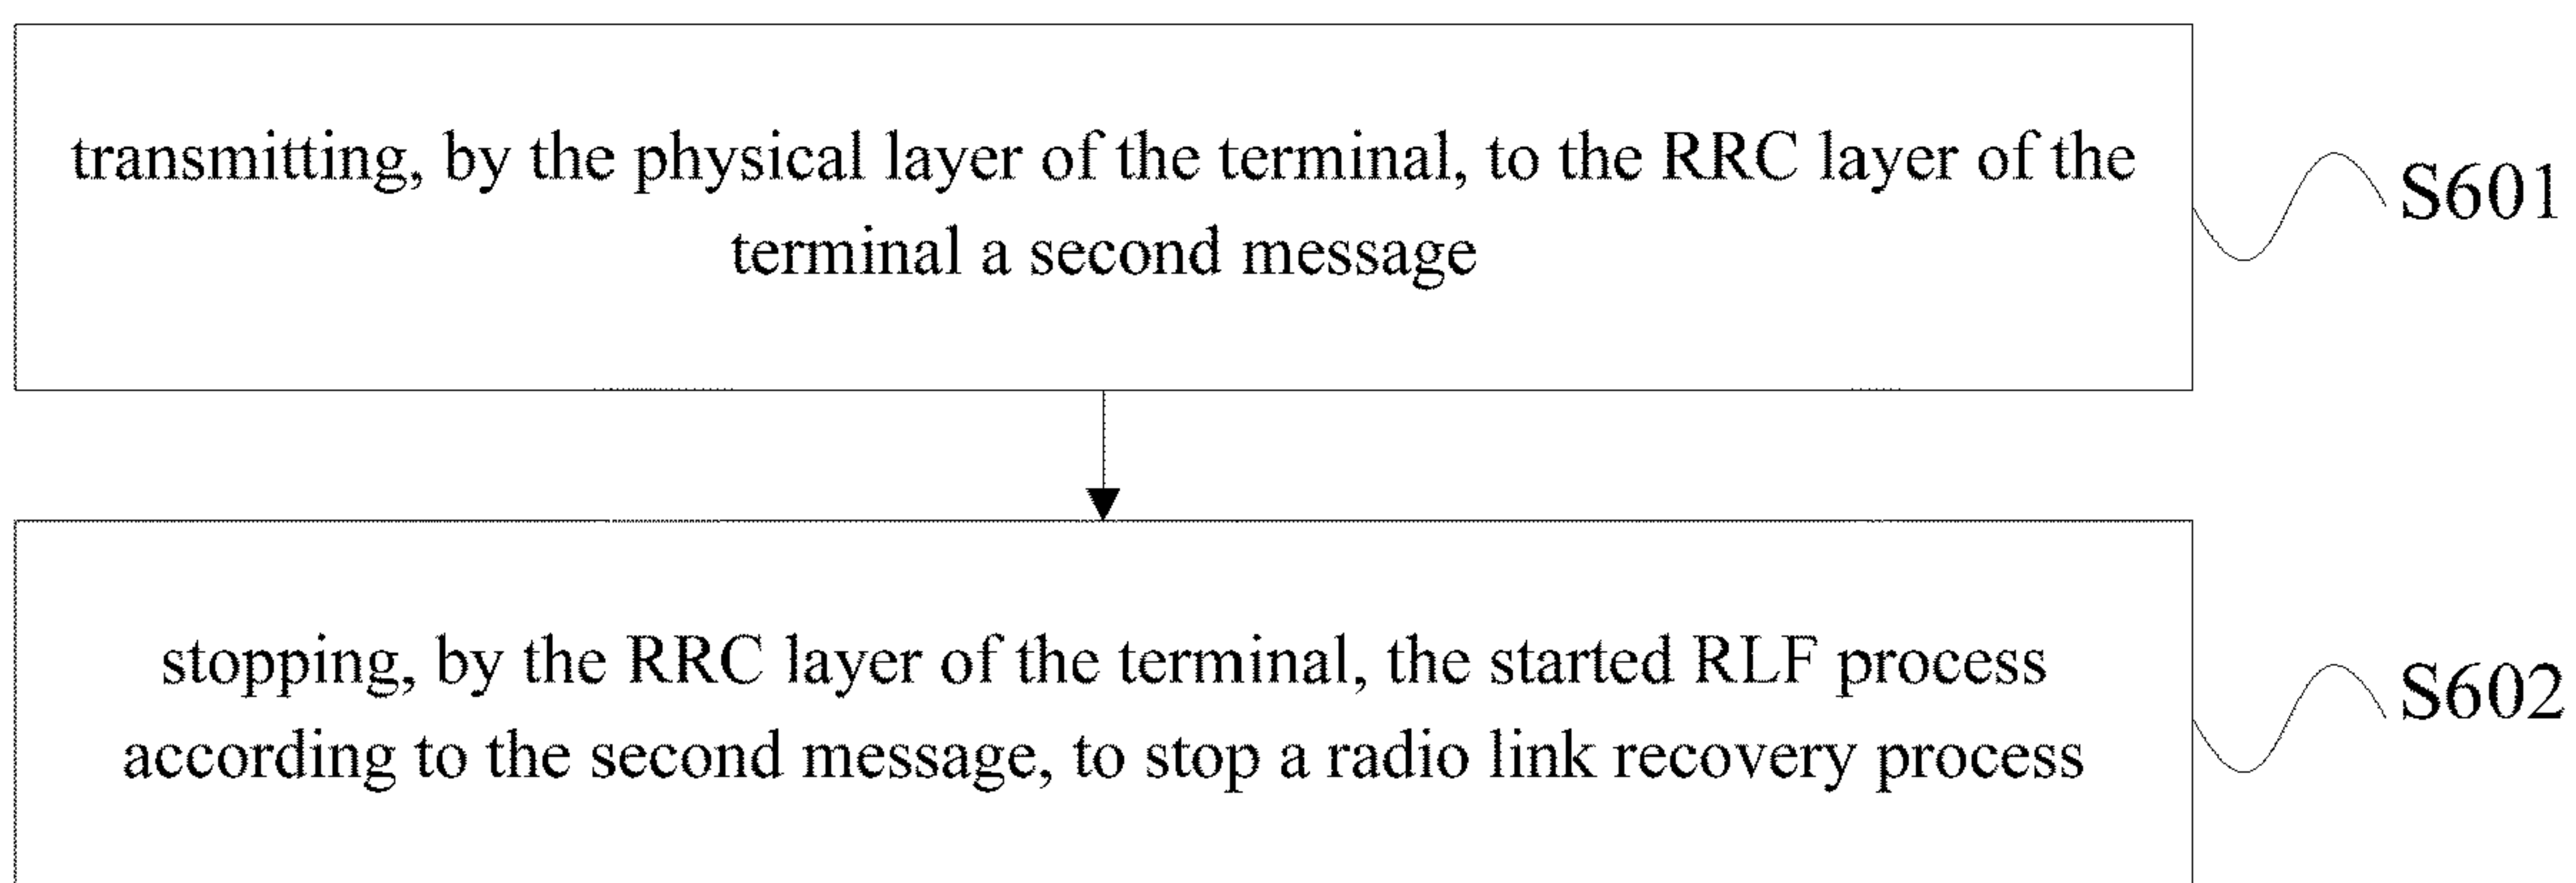 transmitting, by the physical layer of the terminal, to the RRC layer of the
terminal a second message
S601
stopping, by the RRC layer of the terminal, the started RLF process
according to the second message, to stop a radio link recovery process
S602